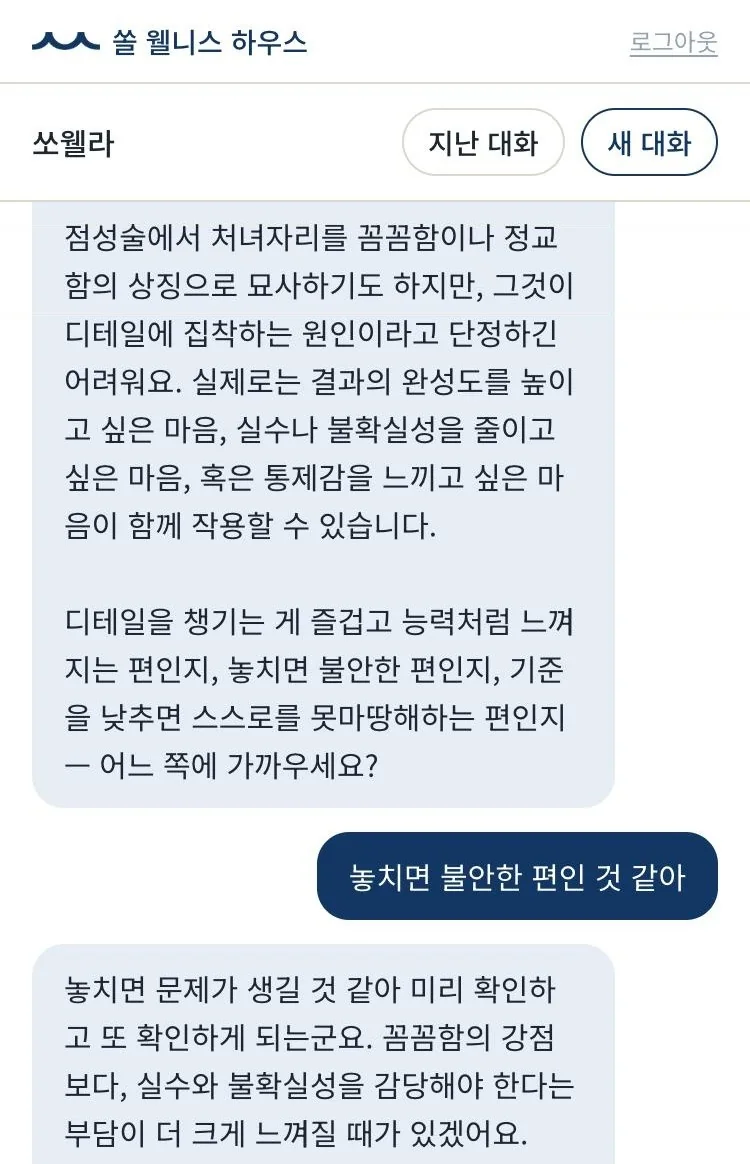 쏠 웰니스 하우스
로그아웃
쏘웰라
지난 대화
새 대화
점성술에서 처녀자리를 꼼꼼함이나 정교
함의 상징으로 묘사하기도 하지만, 그것이
디테일에 집착하는 원인이라고 단정하긴
어려워요. 실제로는 결과의 완성도를 높이
고 싶은 마음, 실수나 불확실성을 줄이고
싶은 마음, 혹은 통제감을 느끼고 싶은 마
음이 함께 작용할 수 있습니다.
디테일을 챙기는 게 즐겁고 능력처럼 느껴
지는 편인지, 놓치면 불안한 편인지, 기준
을 낮추면 스스로를 못마땅해하는 편인지
— 어느 쪽에 가까우세요?
놓치면 불안한 편인 것 같아
놓치면 문제가 생길 것 같아 미리 확인하
고 또 확인하게 되는군요. 꼼꼼함의 강점
보다, 실수와 불확실성을 감당해야 한다는
부담이 더 크게 느껴질 때가 있겠어요.